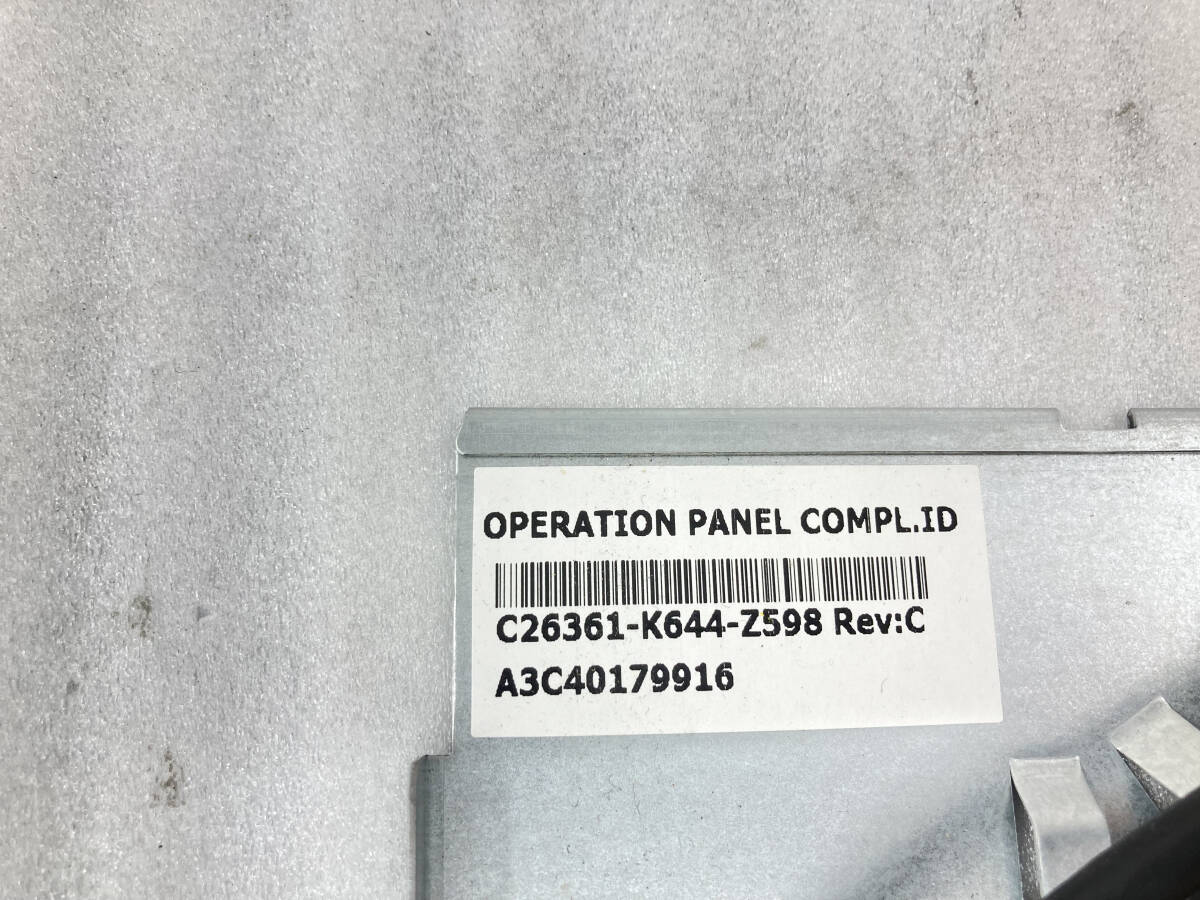 OPERATION PANEL COMPL.ID
C26361-K644-Z598 Rev:C
A3C40179916